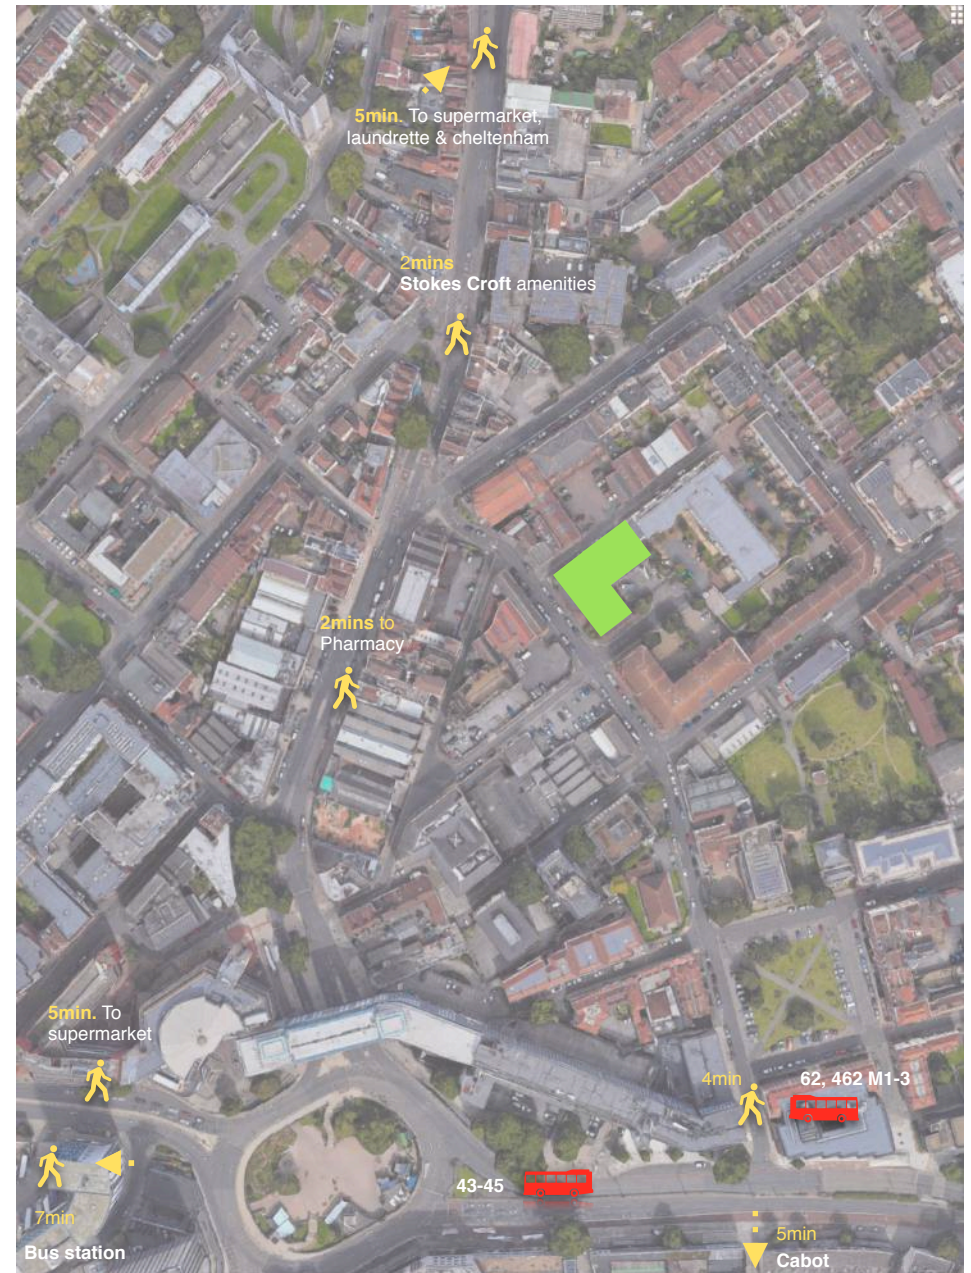 5min. To supermarket,
laundrette & cheltenham
2mins
Stokes Croft amenities
2mins to
Pharmacy
5min. To
supermarket
4min
62, 462 M1-3
43-45
7min
Bus station
5min
Cabot